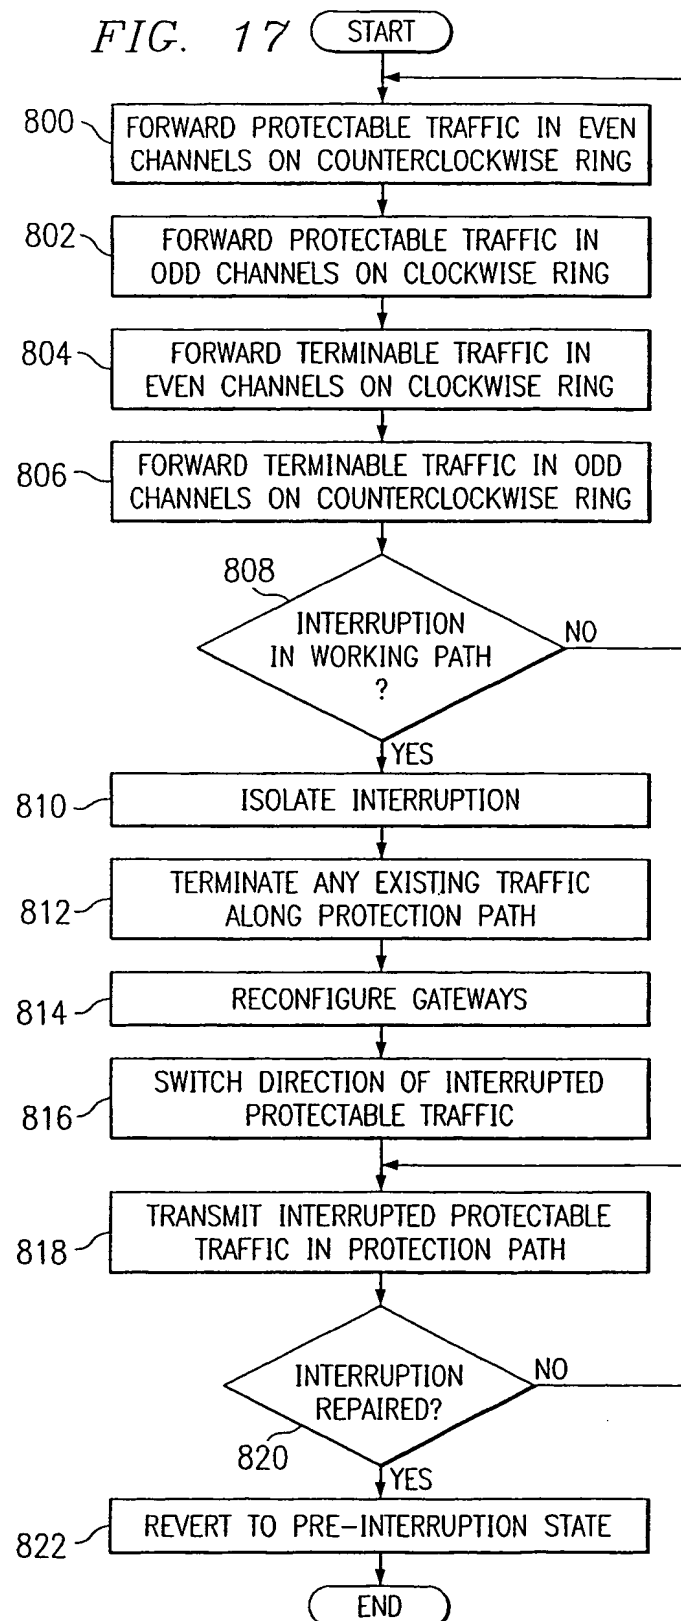 FIG. 17
START
800
FORWARD PROTECTABLE TRAFFIC IN EVEN
CHANNELS ON COUNTERCLOCKWISE RING
802
FORWARD PROTECTABLE TRAFFIC IN
ODD CHANNELS ON CLOCKWISE RING
804
FORWARD TERMINABLE TRAFFIC IN
EVEN CHANNELS ON CLOCKWISE RING
806
FORWARD TERMINABLE TRAFFIC IN ODD
CHANNELS ON COUNTERCLOCKWISE RING
808
INTERRUPTION
IN WORKING PATH
?
NO
YES
810
ISOLATE INTERRUPTION
812
TERMINATE ANY EXISTING TRAFFIC
ALONG PROTECTION PATH
814
RECONFIGURE GATEWAYS
816
SWITCH DIRECTION OF INTERRUPTED
PROTECTABLE TRAFFIC
818
TRANSMIT INTERRUPTED PROTECTABLE
TRAFFIC IN PROTECTION PATH
INTERRUPTION
REPAIRED?
NO
820
YES
822
REVERT TO PRE-INTERRUPTION STATE
END